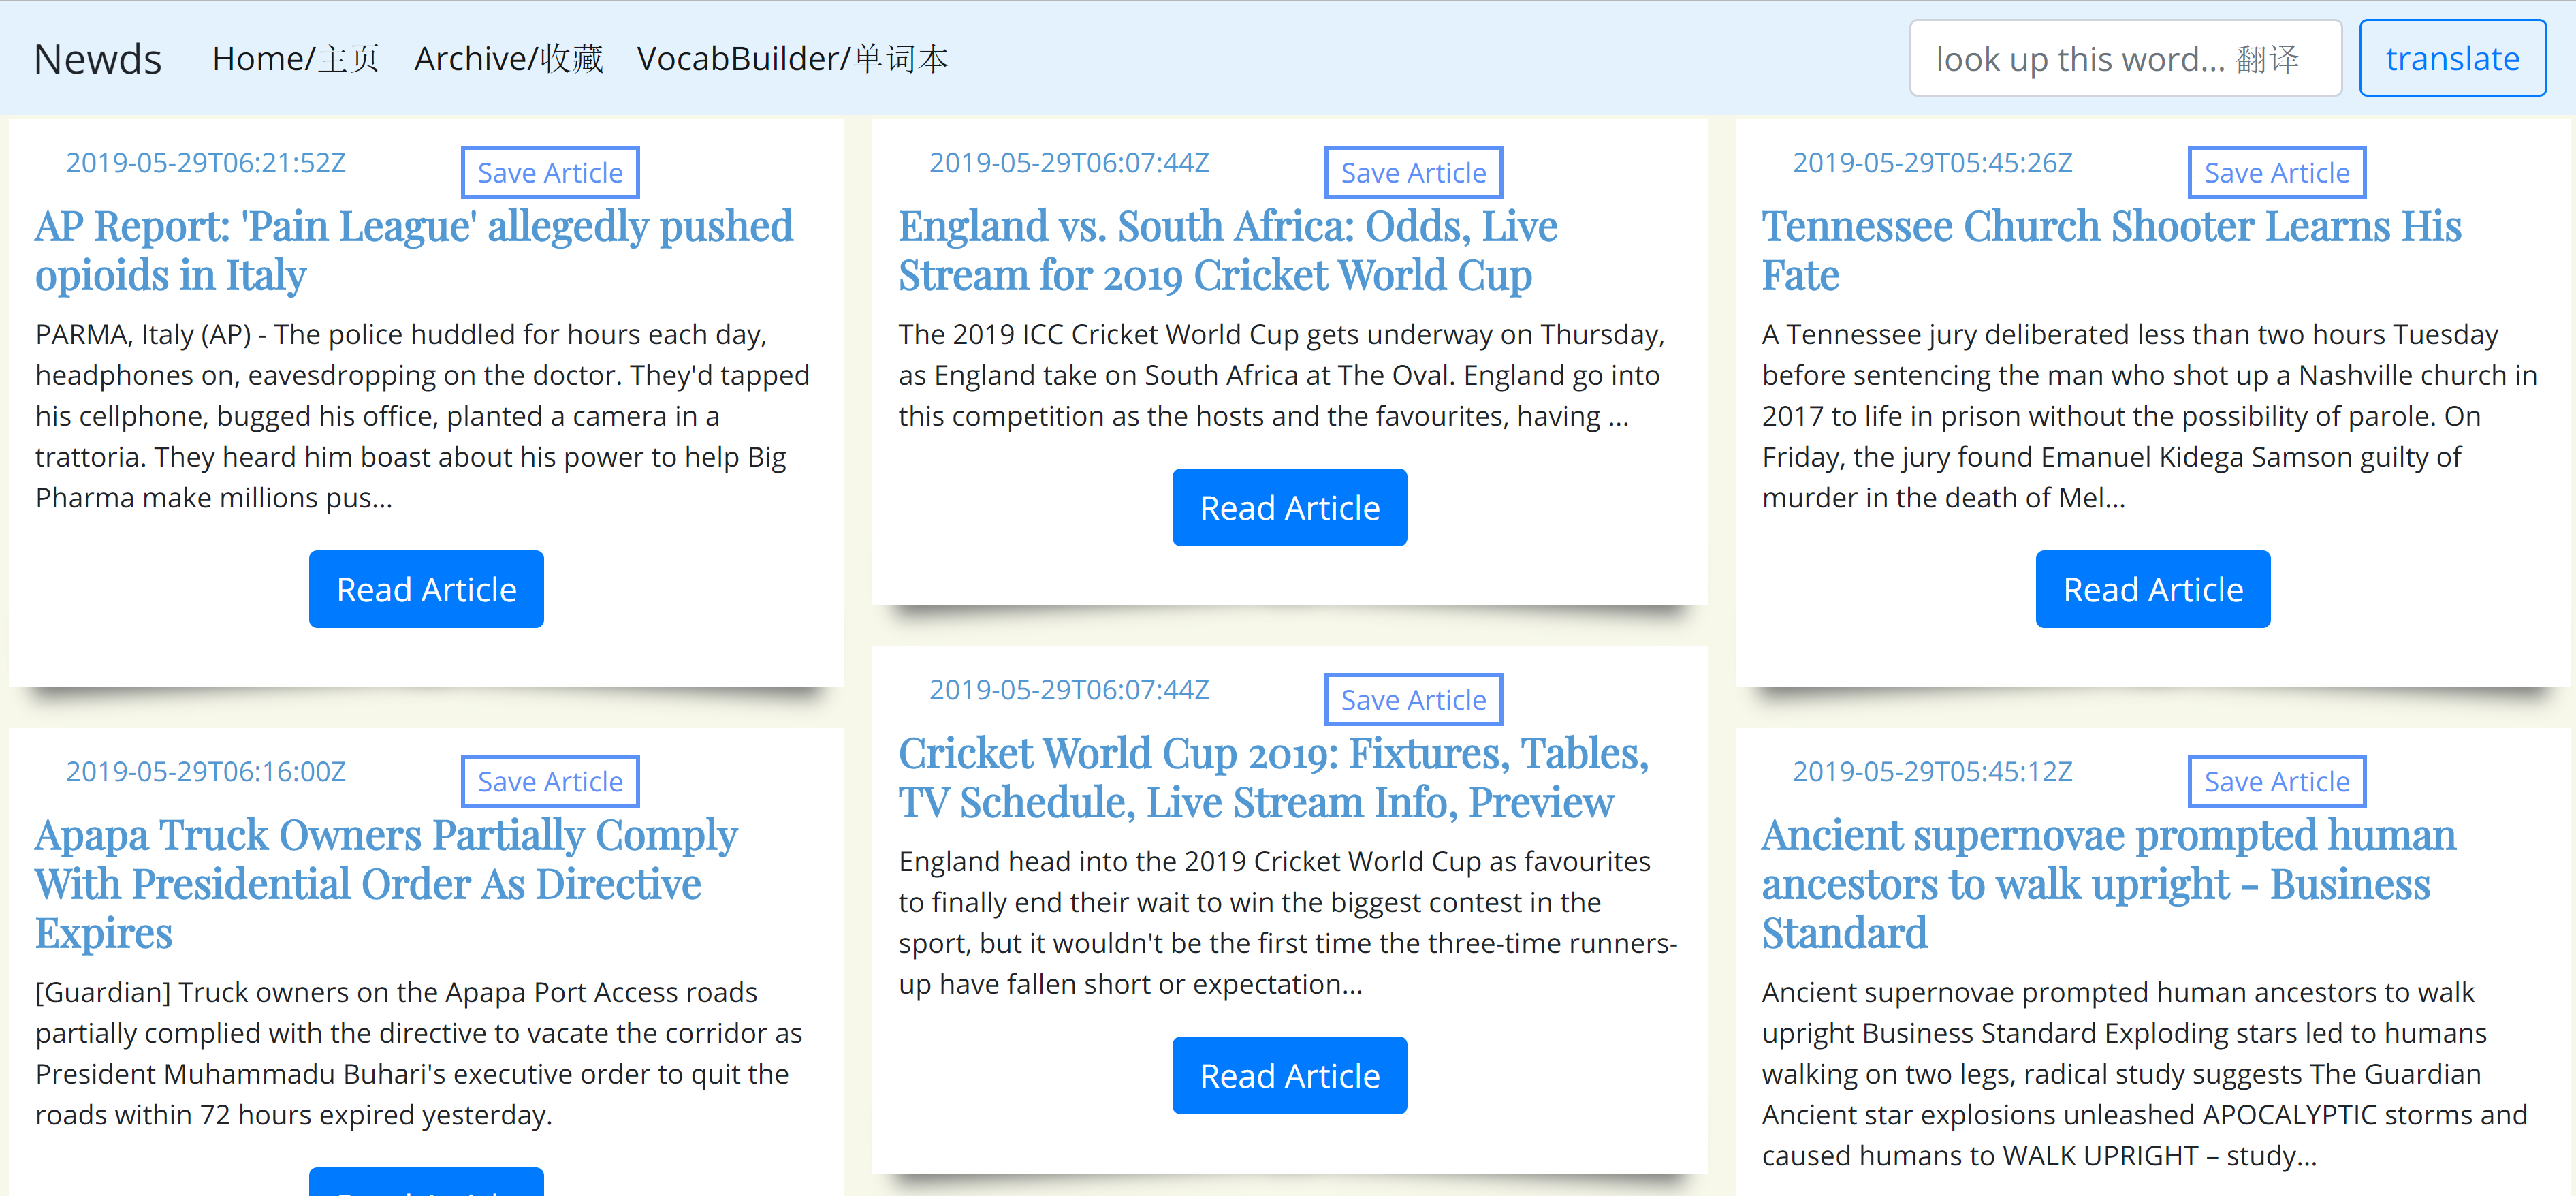 Newds Home/主页 Archive/收藏 VocabBuilder/单词本 look up this word... 翻译 translate
2019-05-29T06:21:52Z Save Article
AP Report: 'Pain League' allegedly pushed
opioids in Italy
PARMA, Italy (AP) - The police huddled for hours each day,
headphones on, eavesdropping on the doctor. They'd tapped
his cellphone, bugged his office, planted a camera in a
trattoria. They heard him boast about his power to help Big
Pharma make millions pus...
Read Article
2019-05-29T06:16:00Z Save Article
Apapa Truck Owners Partially Comply
With Presidential Order As Directive
Expires
[Guardian] Truck owners on the Apapa Port Access roads
partially complied with the directive to vacate the corridor as
President Muhammadu Buhari's executive order to quit the
roads within 72 hours expired yesterday.
2019-05-29T06:07:44Z Save Article
England vs. South Africa: Odds, Live
Stream for 2019 Cricket World Cup
The 2019 ICC Cricket World Cup gets underway on Thursday,
as England take on South Africa at The Oval. England go into
this competition as the hosts and the favourites, having ...
Read Article
2019-05-29T06:07:44Z Save Article
Cricket World Cup 2019: Fixtures, Tables,
TV Schedule, Live Stream Info, Preview
England head into the 2019 Cricket World Cup as favourites
to finally end their wait to win the biggest contest in the
sport, but it wouldn't be the first time the three-time runners-
up have fallen short or expectation...
Read Article
2019-05-29T05:45:26Z Save Article
Tennessee Church Shooter Learns His
Fate
A Tennessee jury deliberated less than two hours Tuesday
before sentencing the man who shot up a Nashville church in
2017 to life in prison without the possibility of parole. On
Friday, the jury found Emanuel Kidega Samson guilty of
murder in the death of Mel...
Read Article
2019-05-29T05:45:12Z Save Article
Ancient supernovae prompted human
ancestors to walk upright - Business
Standard
Ancient supernovae prompted human ancestors to walk
upright Business Standard Exploding stars led to humans
walking on two legs, radical study suggests The Guardian
Ancient star explosions unleashed APOCALYPTIC storms and
caused humans to WALK UPRIGHT – study...